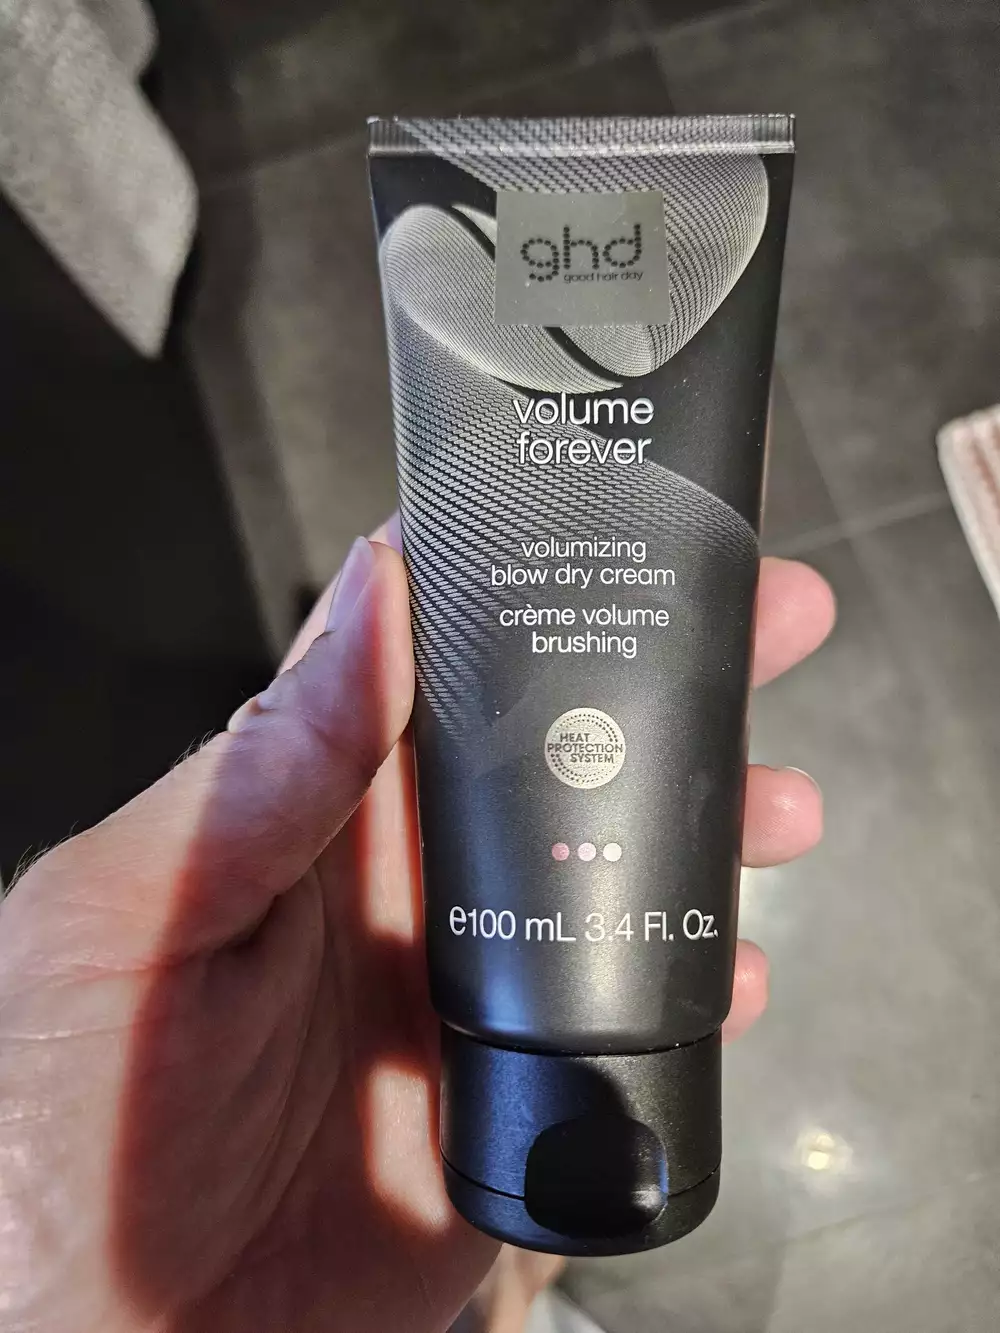 ghd
good hair day
volume
forever
volumizing
blow dry cream
crème volume
brushing
HEAT
PROTECTION
SYSTEM
e100 mL 3.4 Fl. Oz.